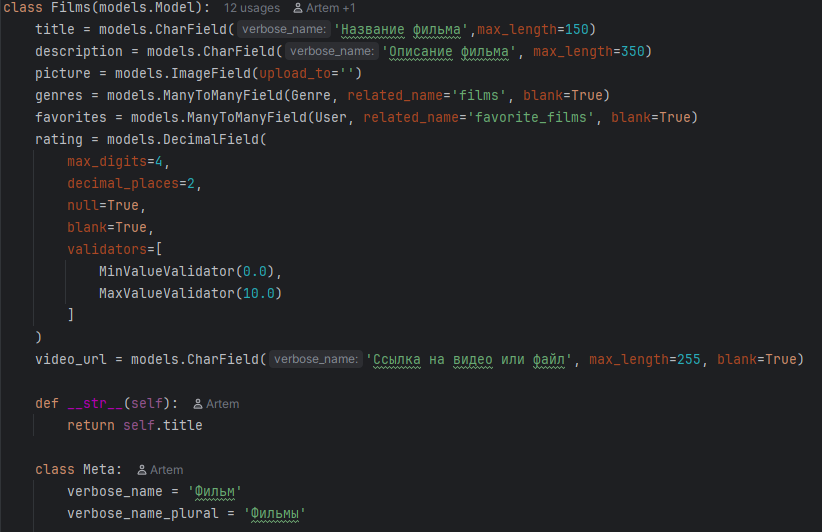 class Films(models.Model): 12 usages Artem +1
    title = models.CharField( verbose_name: 'Название фильма',max_length=150)
    description = models.CharField( verbose_name: 'Описание фильма', max_length=350)
    picture = models.ImageField(upload_to='')
    genres = models.ManyToManyField(Genre, related_name='films', blank=True)
    favorites = models.ManyToManyField(User, related_name='favorite_films', blank=True)
    rating = models.DecimalField(
        max_digits=4,
        decimal_places=2,
        null=True,
        blank=True,
        validators=[
            MinValueValidator(0.0),
            MaxValueValidator(10.0)
        ]
    )
    video_url = models.CharField( verbose_name: 'Ссылка на видео или файл', max_length=255, blank=True)
    def __str__(self): Artem
        return self.title
    class Meta: Artem
        verbose_name = 'Фильм'
        verbose_name_plural = 'Фильмы'